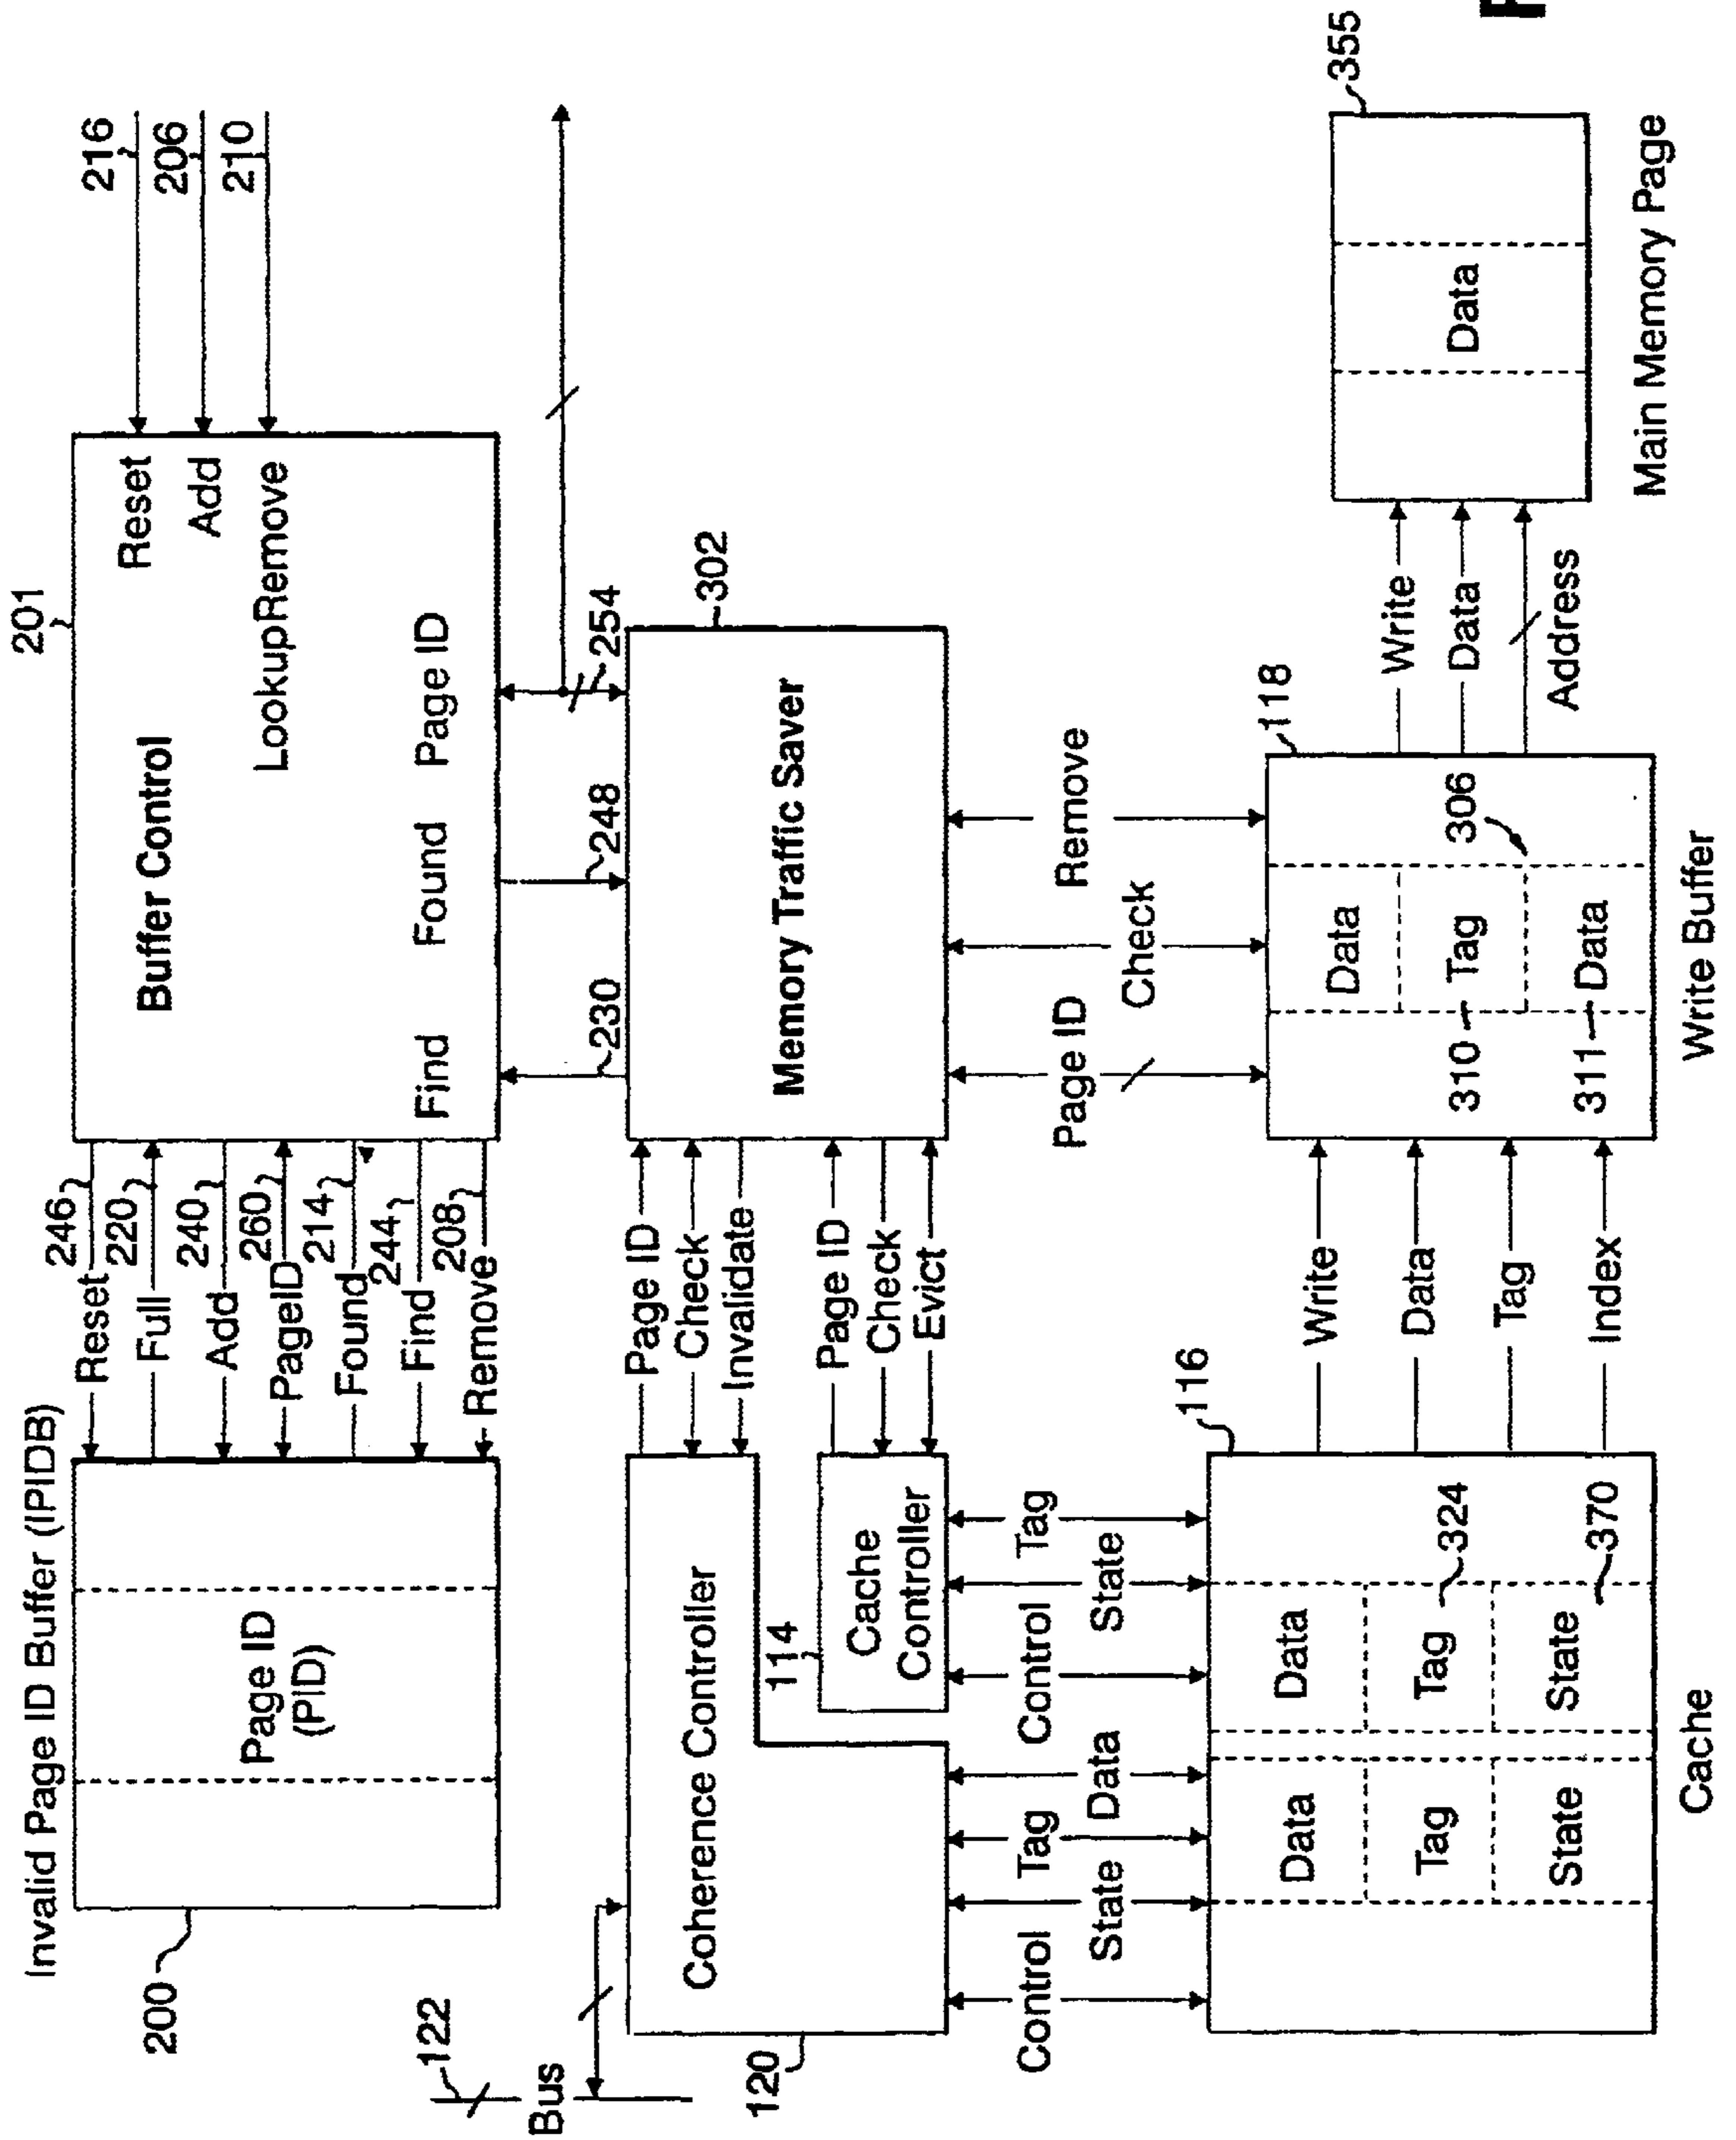 Invalid Page ID Buffer (IPIDB)
200
Page ID
(PID)
Reset
246
Full
220
Add
240
PageID
260
Found
214
Find
244
Remove
208
201
Buffer Control
Reset
Add
LookupRemove
Find
Found
Page ID
216
206
210
122
Bus
120
Coherence Controller
114
Cache
Controller
Page ID
Check
Invalidate
Page ID
Check
Evict
230
248
254
302
Memory Traffic Saver
Control
State
Tag
Data
Control
State
Tag
Page ID
Check
Remove
116
Data
Tag
State
Data
Tag
324
State
370
Cache
Write
Data
Tag
Index
118
Data
310
Tag
306
311
Data
Write Buffer
Write
Data
Address
355
Data
Main Memory Page